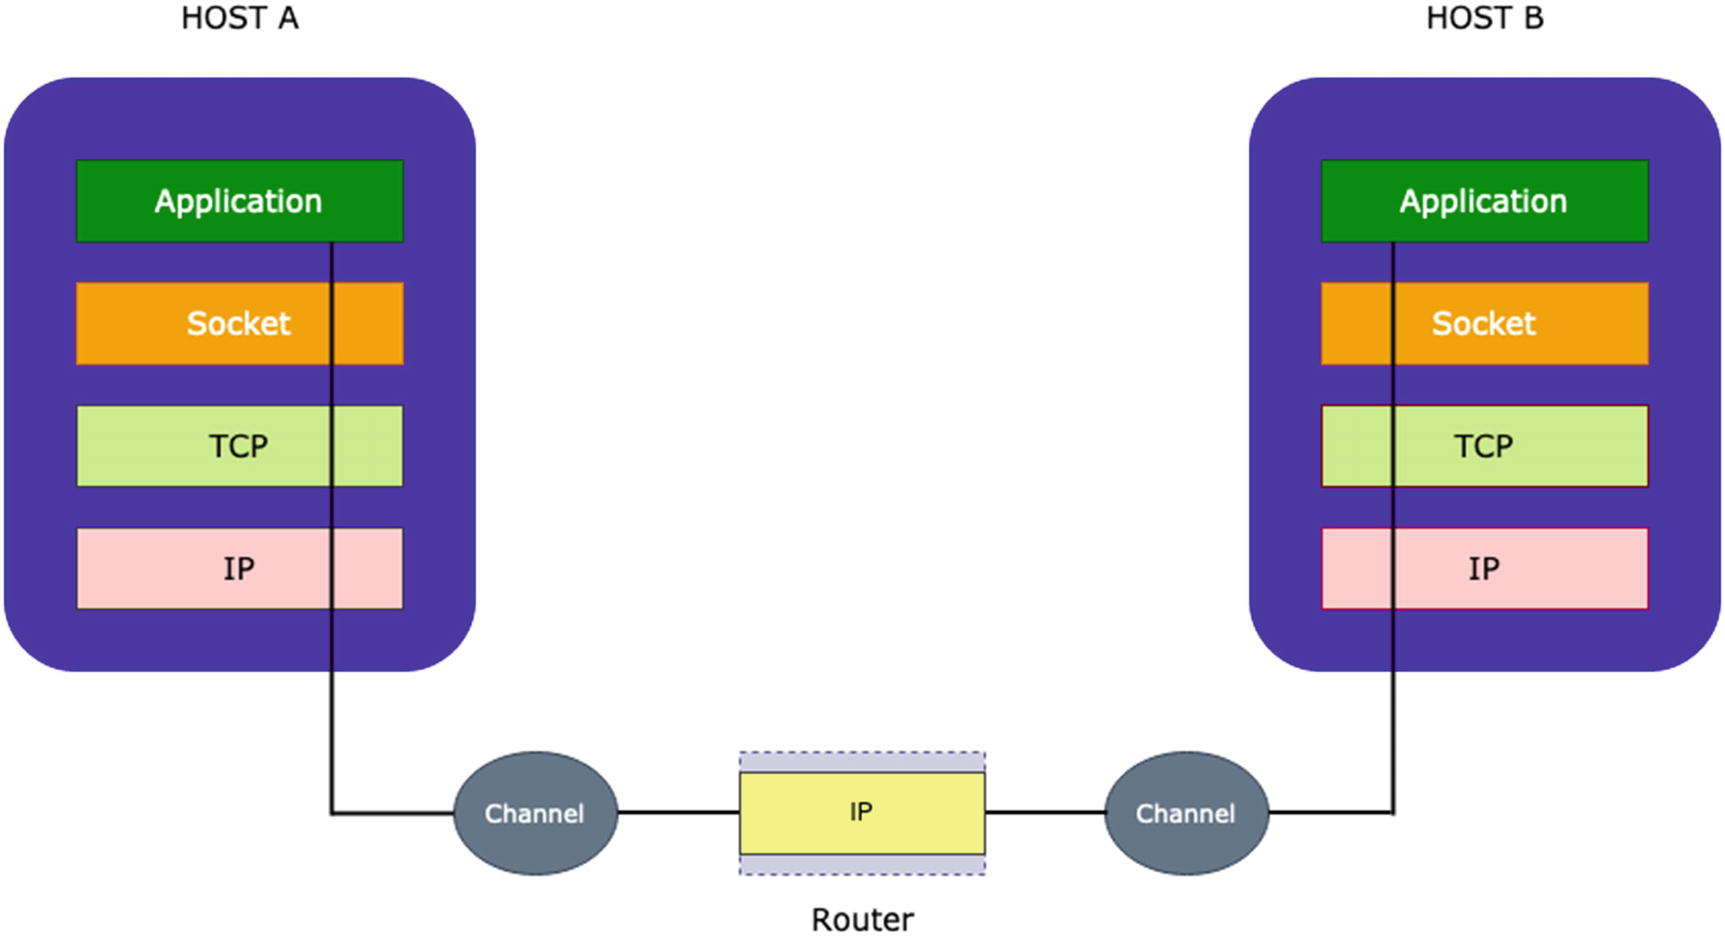 HOST A
HOST B
Application
Socket
TCP
IP
Application
Socket
TCP
IP
Channel
IP
Channel
Router